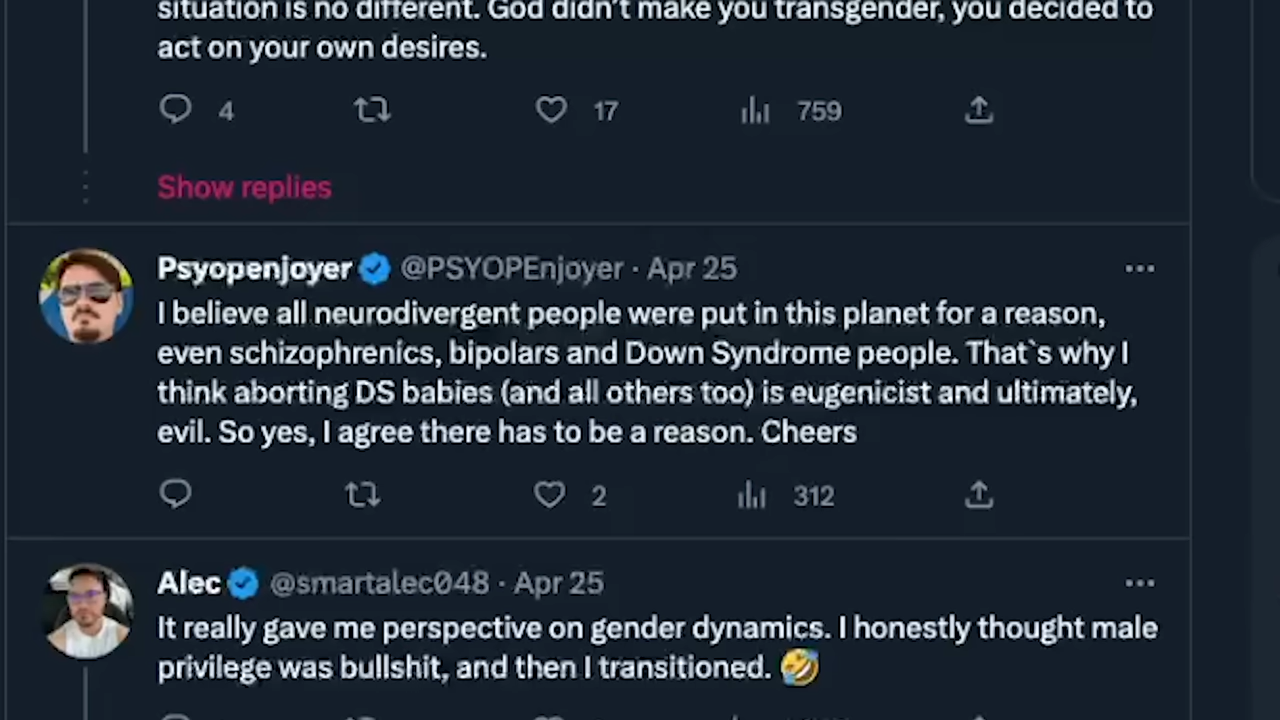 situation is no different. God didn't make you transgender, you decided to
act on your own desires.
4 17 759
Show replies
Psyopenjoyer @PSYOPEnjoyer · Apr 25
I believe all neurodivergent people were put in this planet for a reason,
even schizophrenics, bipolars and Down Syndrome people. That`s why I
think aborting DS babies (and all others too) is eugenicist and ultimately,
evil. So yes, I agree there has to be a reason. Cheers
2 312
Alec @smartalec048 · Apr 25
It really gave me perspective on gender dynamics. I honestly thought male
privilege was bullshit, and then I transitioned. 🤣